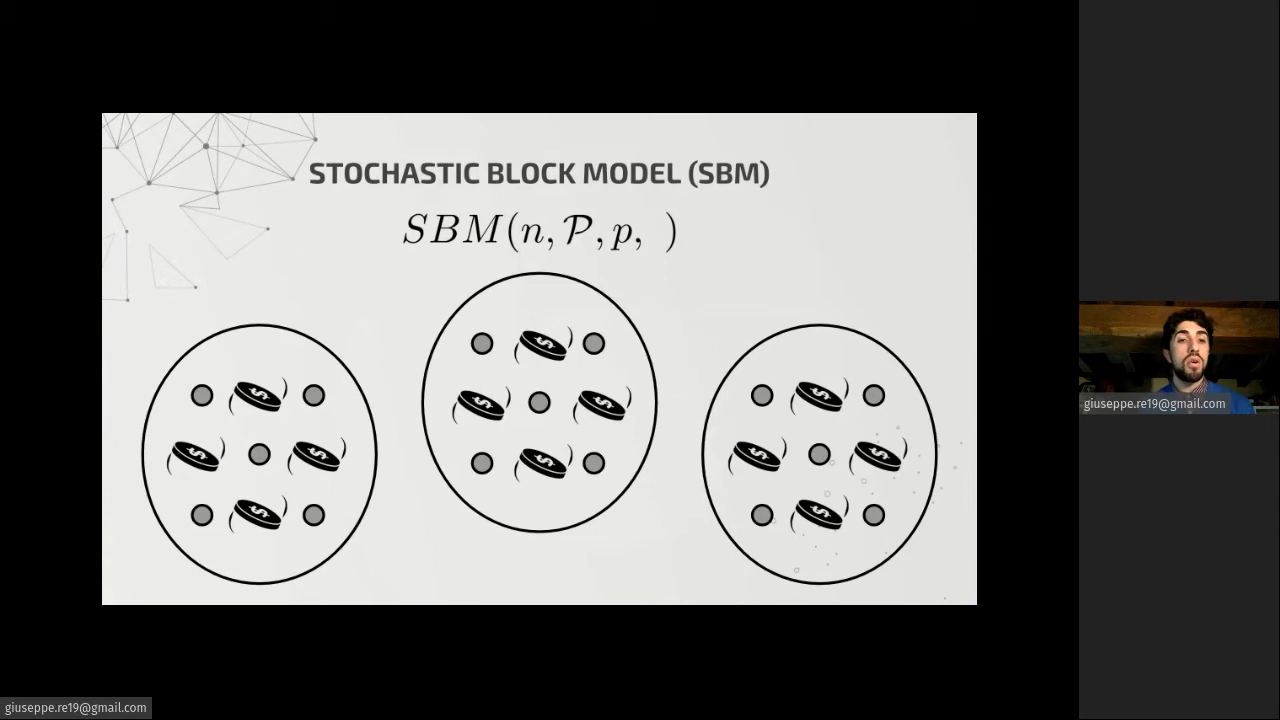 STOCHASTIC BLOCK MODEL (SBM)
SBM(n, 𝒫, p, )
giuseppe.re19@gmail.com
giuseppe.re19@gmail.com